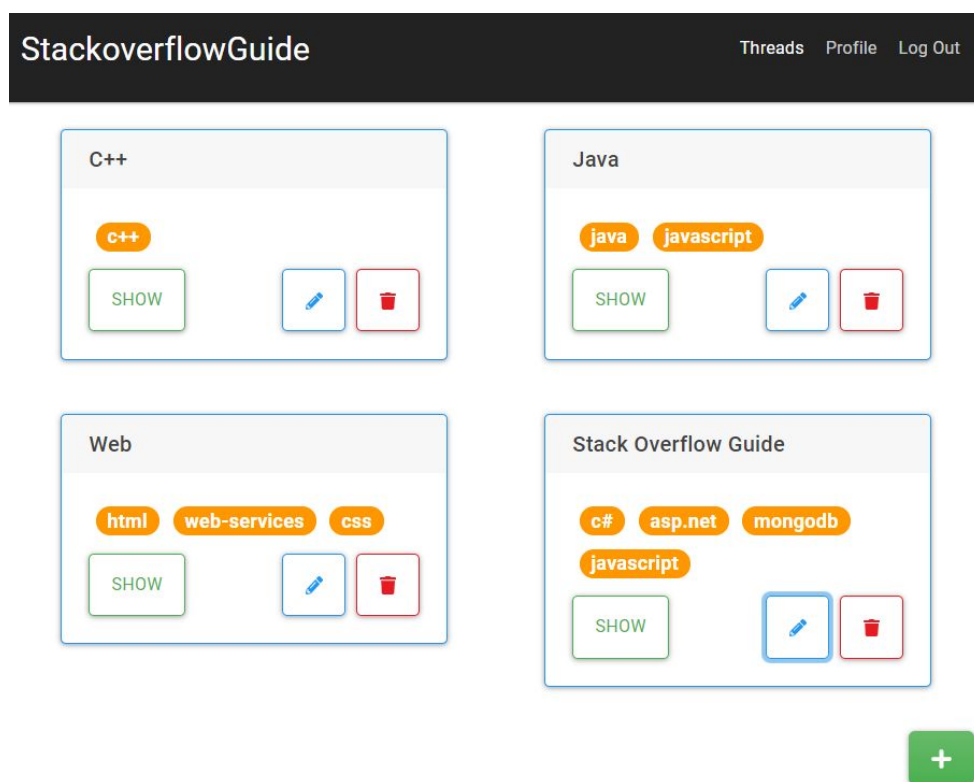 StackoverflowGuide
Threads Profile Log Out
C++
c++
SHOW
Java
java javascript
SHOW
Web
html web-services css
SHOW
Stack Overflow Guide
c# asp.net mongodb
javascript
SHOW
+